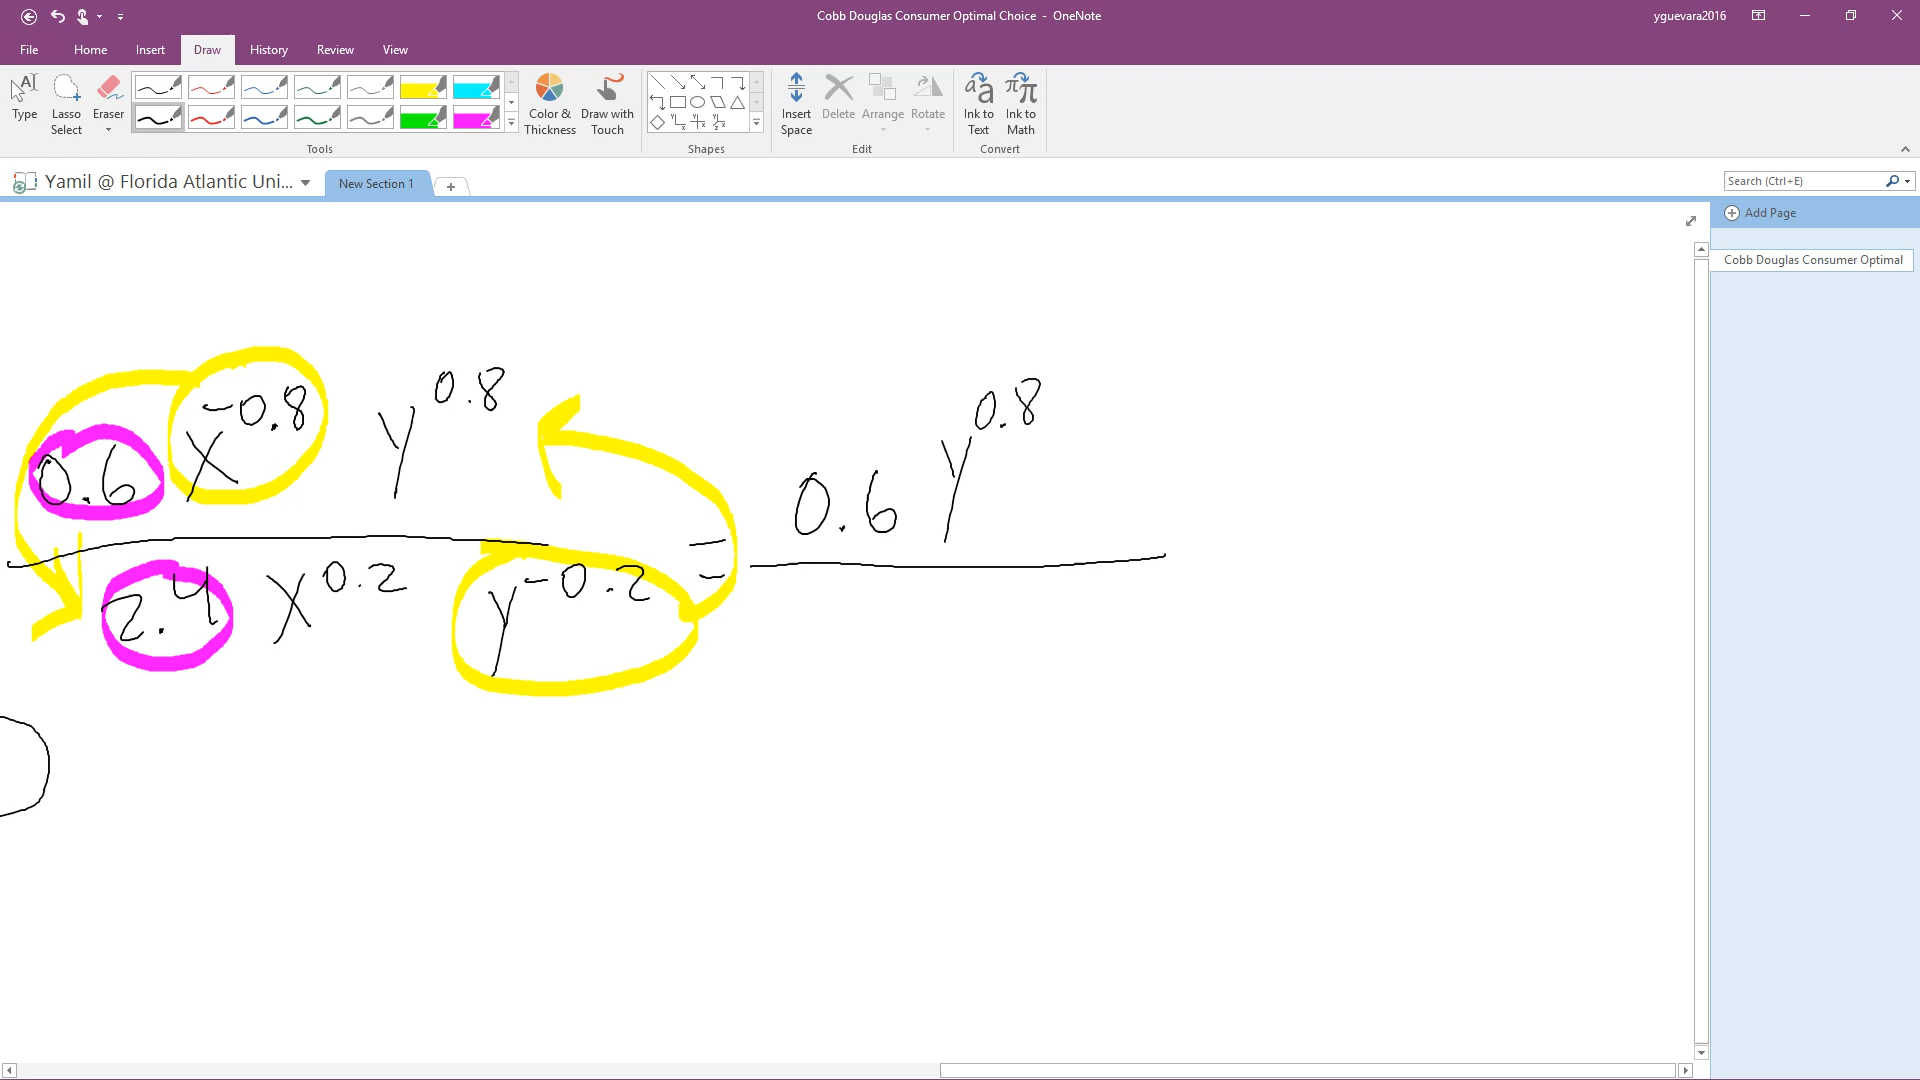 Cobb Douglas Consumer Optimal Choice - OneNote
yguevara2016
File Home Insert Draw History Review View
Type
Lasso Select
Eraser
Color & Thickness
Draw with Touch
Insert Space
Delete
Arrange
Rotate
Ink to Text
Ink to Math
Tools
Shapes
Edit
Convert
Yamil @ Florida Atlantic Uni...
New Section 1
Search (Ctrl+E)
Add Page
Cobb Douglas Consumer Optimal
0.6 X^-0.8 Y^0.8
2.4 X^0.2 Y^-0.2
=
0.6 Y^0.8